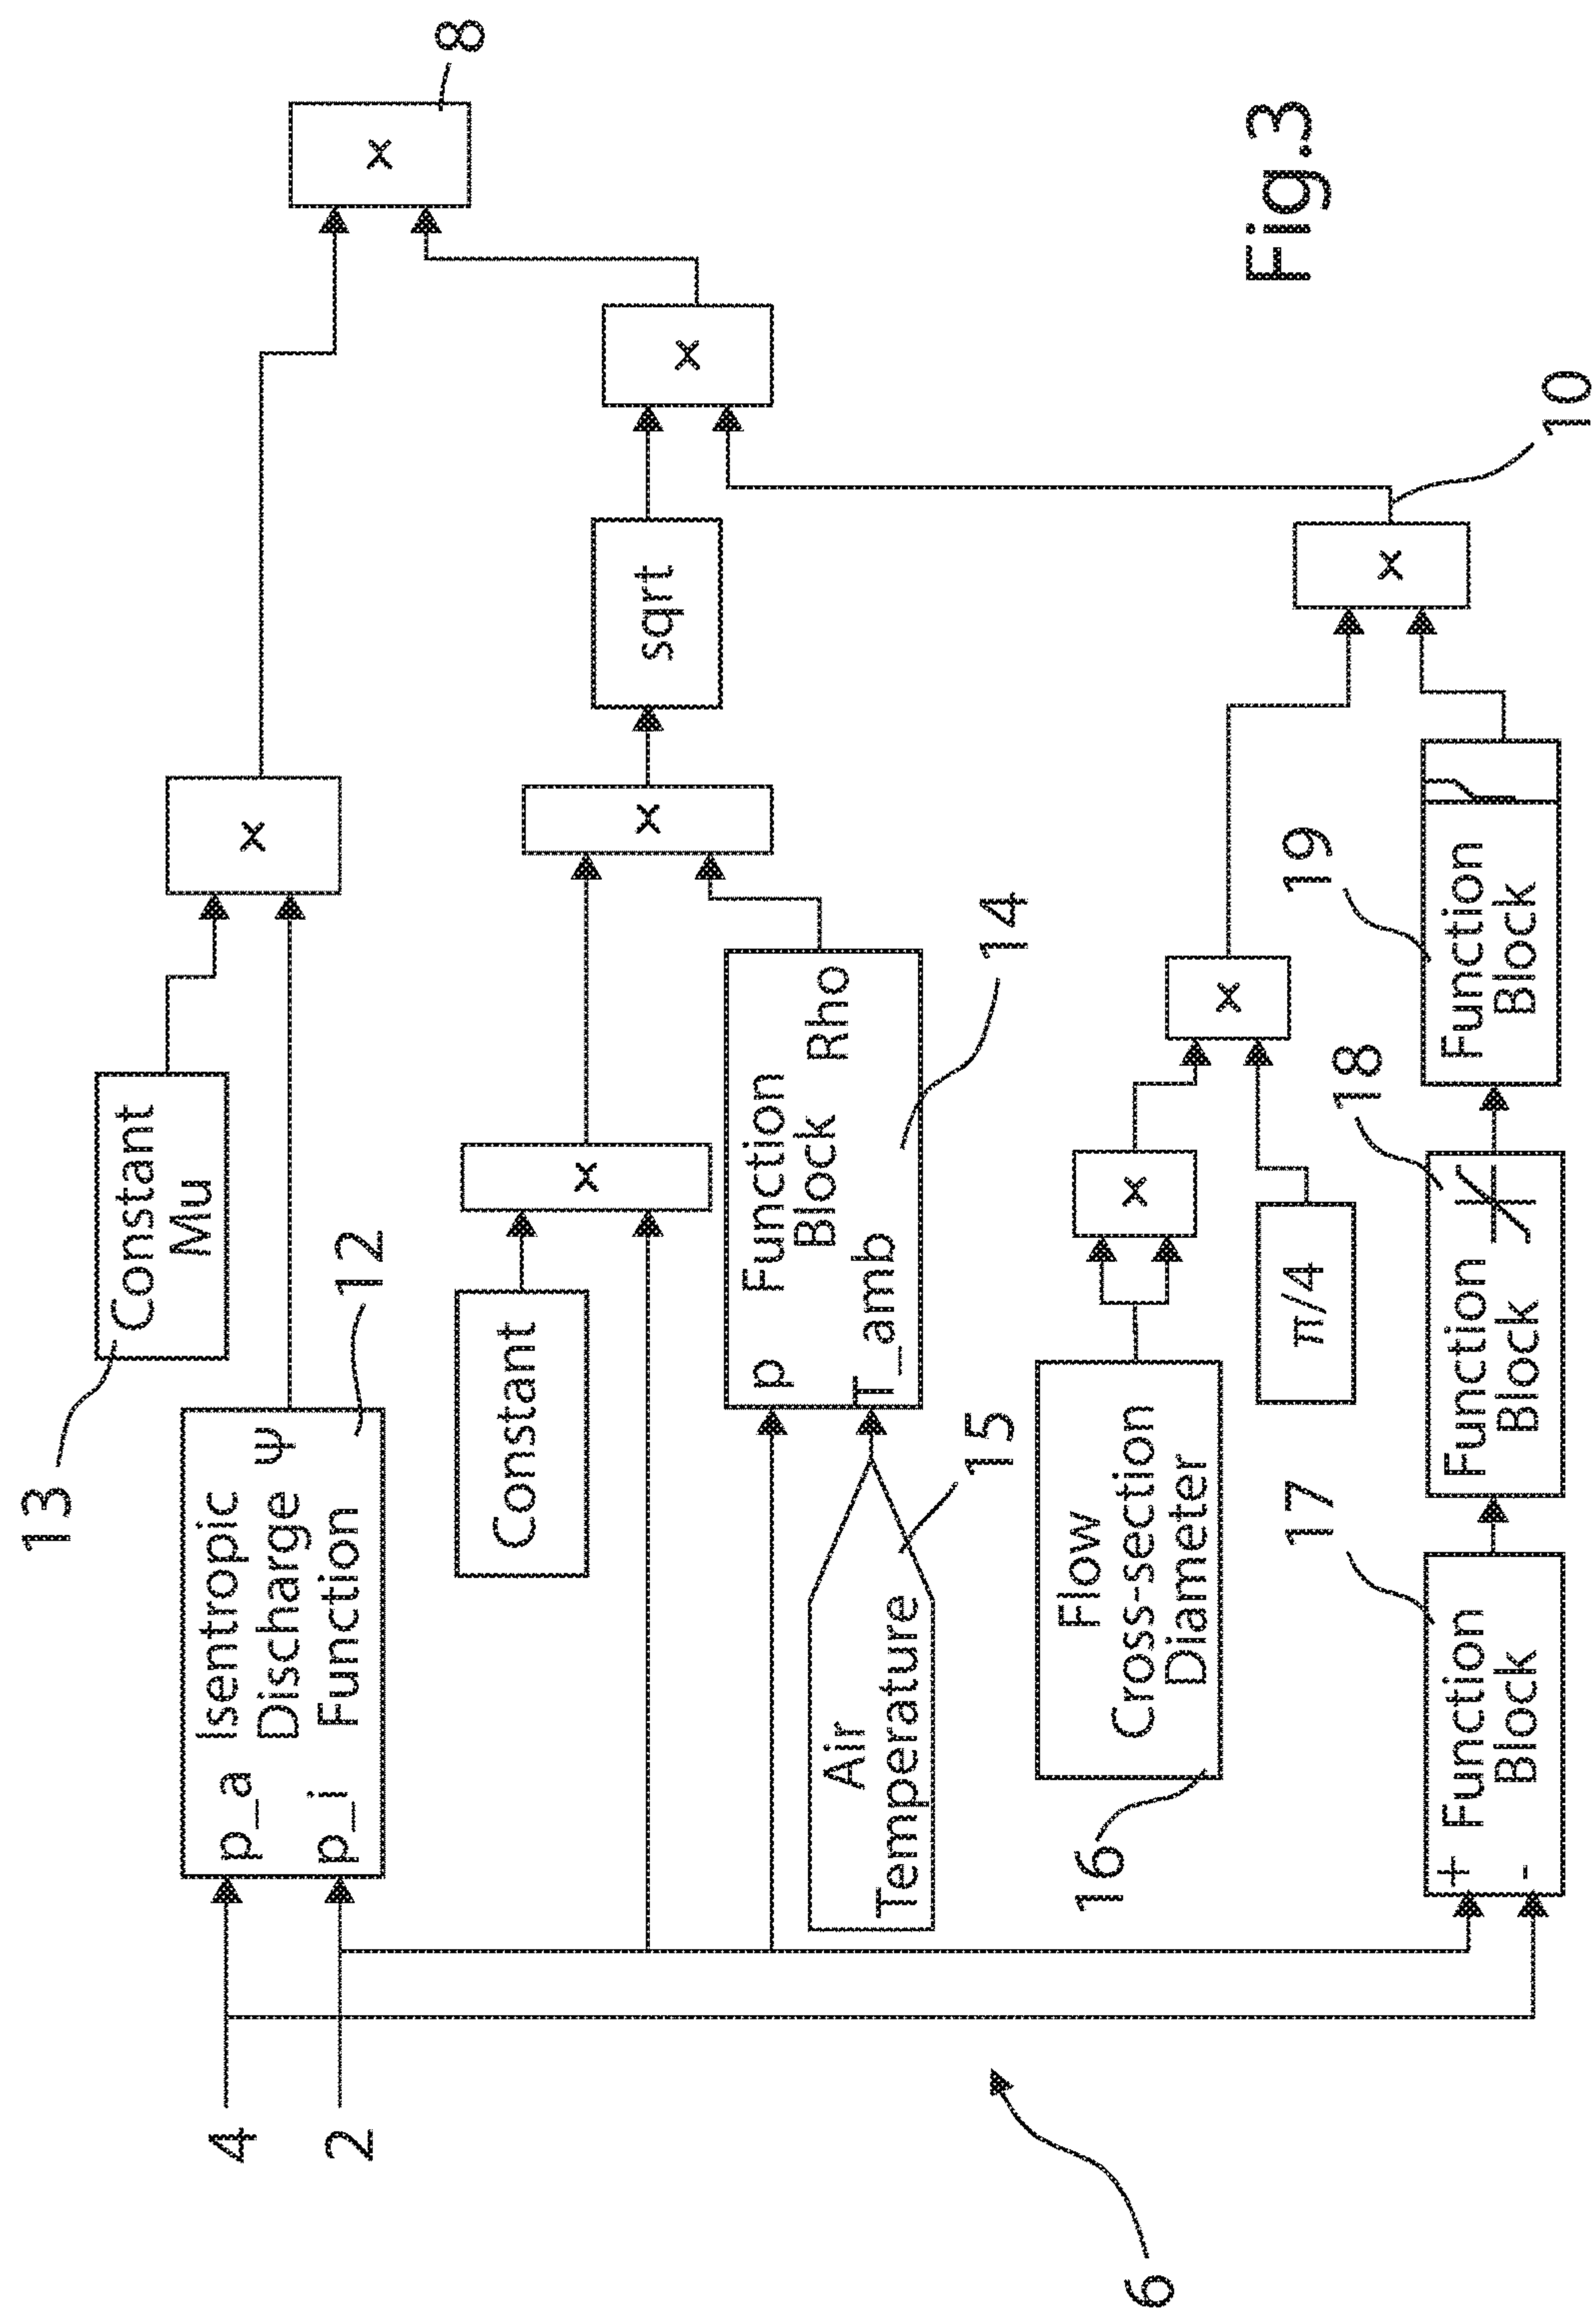 13
Constant
Mu
x
x
8
4
2
p_a
Isentropic
Discharge
Function
p_i
Ψ
12
Constant
x
x
sqrt
x
p
Function
Block
Rho
T_amb
14
Air
Temperature
15
Flow
Cross-section
Diameter
16
x
π/4
x
x
10
+
-
Function
Block
17
Function
Block
18
Function
Block
19
6
Fig.3